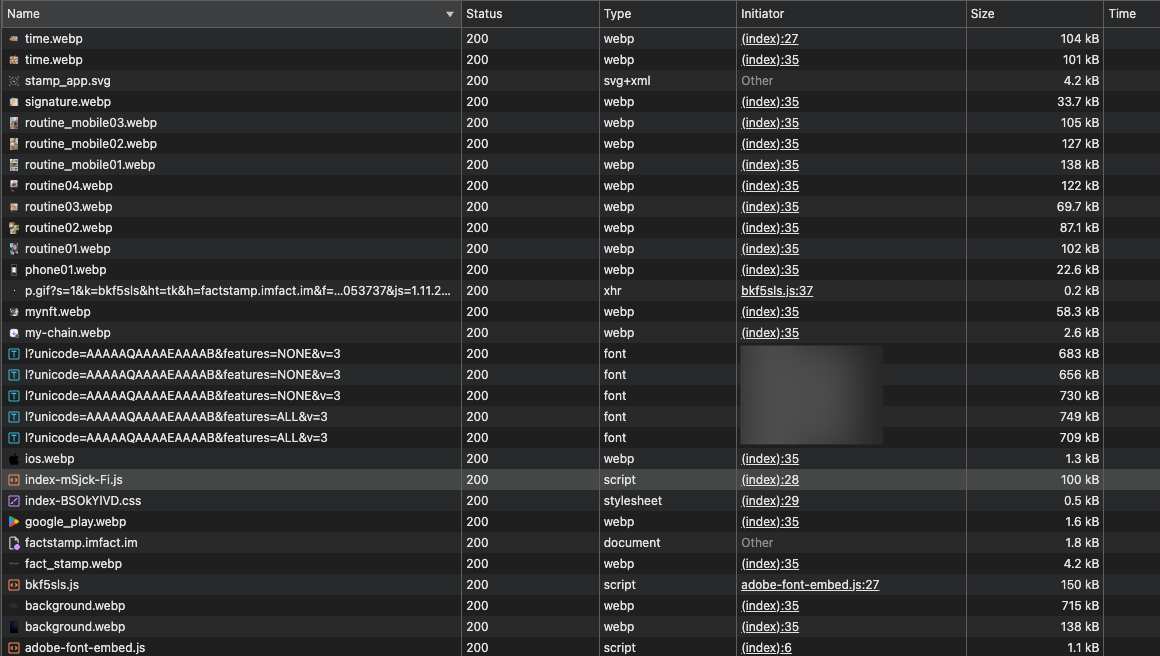 Name Status Type Initiator Size Time
time.webp 200 webp (index):27 104 kB
time.webp 200 webp (index):35 101 kB
stamp_app.svg 200 svg+xml Other 4.2 kB
signature.webp 200 webp (index):35 33.7 kB
routine_mobile03.webp 200 webp (index):35 105 kB
routine_mobile02.webp 200 webp (index):35 127 kB
routine_mobile01.webp 200 webp (index):35 138 kB
routine04.webp 200 webp (index):35 122 kB
routine03.webp 200 webp (index):35 69.7 kB
routine02.webp 200 webp (index):35 87.1 kB
routine01.webp 200 webp (index):35 102 kB
phone01.webp 200 webp (index):35 22.6 kB
p.gif?s=1&k=bkf5sls&ht=tk&h=factstamp.imfact.im&f=...053737&js=1.11.2... 200 xhr bkf5sls.js:37 0.2 kB
mynft.webp 200 webp (index):35 58.3 kB
my-chain.webp 200 webp (index):35 2.6 kB
l?unicode=AAAAAQAAAAEAAAAB&features=NONE&v=3 200 font 683 kB
l?unicode=AAAAAQAAAAEAAAAB&features=NONE&v=3 200 font 656 kB
l?unicode=AAAAAQAAAAEAAAAB&features=NONE&v=3 200 font 730 kB
l?unicode=AAAAAQAAAAEAAAAB&features=ALL&v=3 200 font 749 kB
l?unicode=AAAAAQAAAAEAAAAB&features=ALL&v=3 200 font 709 kB
ios.webp 200 webp (index):35 1.3 kB
index-mSjck-Fi.js 200 script (index):28 100 kB
index-BSOkYlVD.css 200 stylesheet (index):29 0.5 kB
google_play.webp 200 webp (index):35 1.6 kB
factstamp.imfact.im 200 document Other 1.8 kB
fact_stamp.webp 200 webp (index):35 4.2 kB
bkf5sls.js 200 script adobe-font-embed.js:27 150 kB
background.webp 200 webp (index):35 715 kB
background.webp 200 webp (index):35 138 kB
adobe-font-embed.js 200 script (index):6 1.1 kB